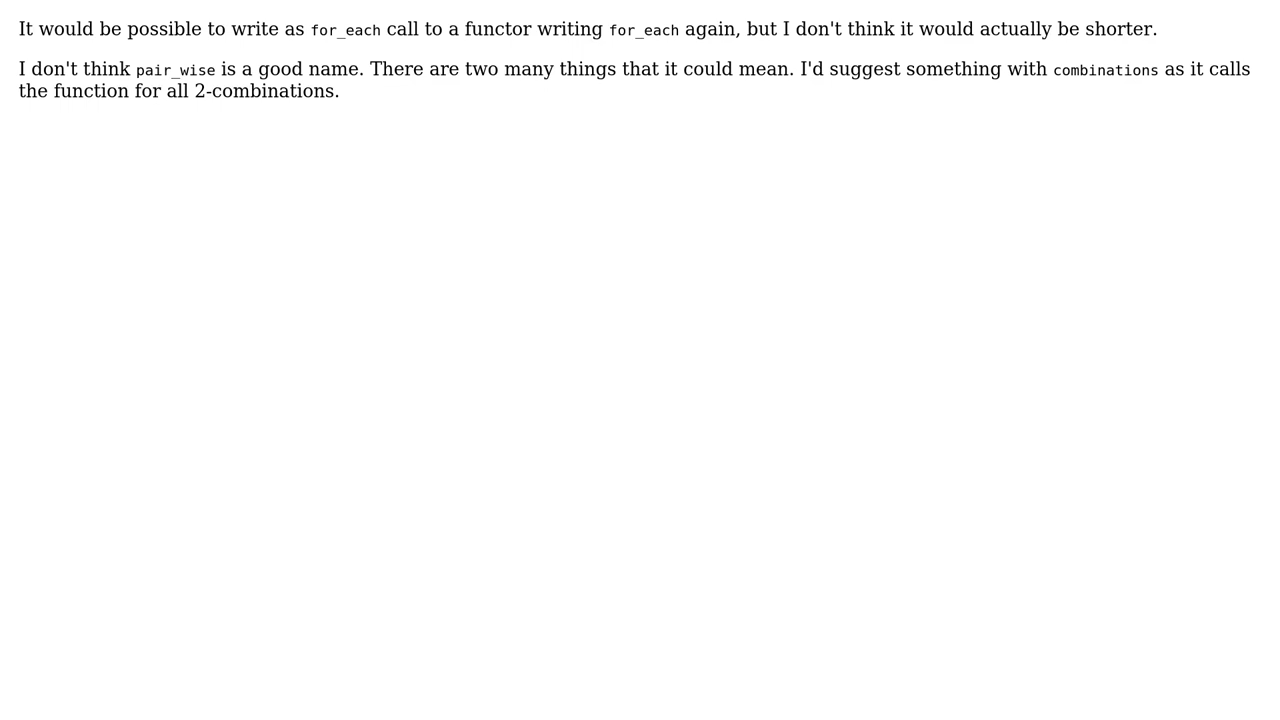 It would be possible to write as for_each call to a functor writing for_each again, but I don't think it would actually be shorter.
I don't think pair_wise is a good name. There are two many things that it could mean. I'd suggest something with combinations as it calls
the function for all 2-combinations.